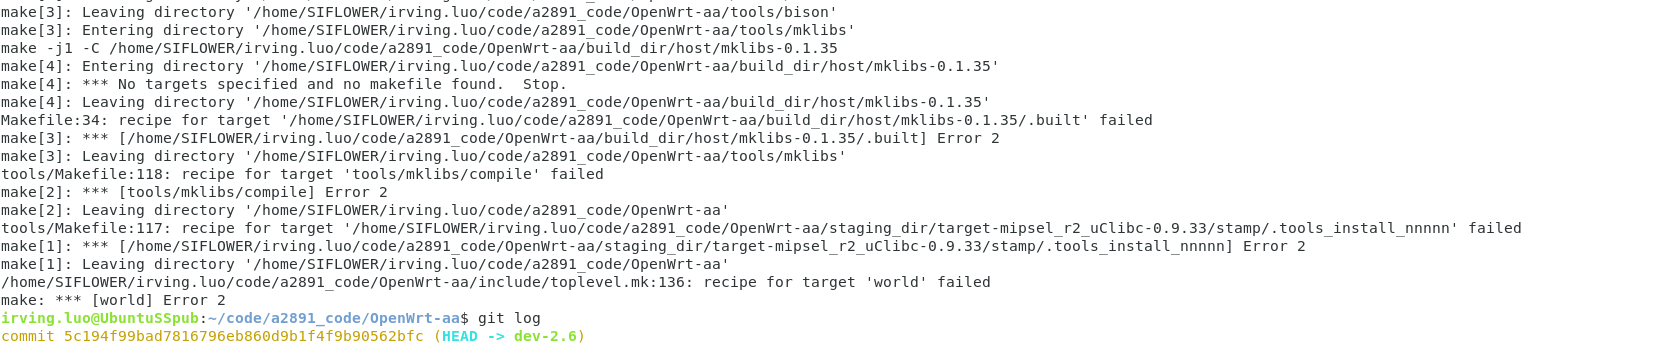 make[3]: Leaving directory '/home/SIFLOWER/irving.luo/code/a2891_code/OpenWrt-aa/tools/bison'
make[3]: Entering directory '/home/SIFLOWER/irving.luo/code/a2891_code/OpenWrt-aa/tools/mklibs'
make -j1 -C /home/SIFLOWER/irving.luo/code/a2891_code/OpenWrt-aa/build_dir/host/mklibs-0.1.35
make[4]: Entering directory '/home/SIFLOWER/irving.luo/code/a2891_code/OpenWrt-aa/build_dir/host/mklibs-0.1.35'
make[4]: *** No targets specified and no makefile found.  Stop.
make[4]: Leaving directory '/home/SIFLOWER/irving.luo/code/a2891_code/OpenWrt-aa/build_dir/host/mklibs-0.1.35'
Makefile:34: recipe for target '/home/SIFLOWER/irving.luo/code/a2891_code/OpenWrt-aa/build_dir/host/mklibs-0.1.35/.built' failed
make[3]: *** [/home/SIFLOWER/irving.luo/code/a2891_code/OpenWrt-aa/build_dir/host/mklibs-0.1.35/.built] Error 2
make[3]: Leaving directory '/home/SIFLOWER/irving.luo/code/a2891_code/OpenWrt-aa/tools/mklibs'
tools/Makefile:118: recipe for target 'tools/mklibs/compile' failed
make[2]: *** [tools/mklibs/compile] Error 2
make[2]: Leaving directory '/home/SIFLOWER/irving.luo/code/a2891_code/OpenWrt-aa'
tools/Makefile:117: recipe for target '/home/SIFLOWER/irving.luo/code/a2891_code/OpenWrt-aa/staging_dir/target-mipsel_r2_uClibc-0.9.33/stamp/.tools_install_nnnnn' failed
make[1]: *** [/home/SIFLOWER/irving.luo/code/a2891_code/OpenWrt-aa/staging_dir/target-mipsel_r2_uClibc-0.9.33/stamp/.tools_install_nnnnn] Error 2
make[1]: Leaving directory '/home/SIFLOWER/irving.luo/code/a2891_code/OpenWrt-aa'
/home/SIFLOWER/irving.luo/code/a2891_code/OpenWrt-aa/include/toplevel.mk:136: recipe for target 'world' failed
make: *** [world] Error 2
irving.luo@UbuntuSSpub:~/code/a2891_code/OpenWrt-aa$ git log
commit 5c194f99bad7816796eb860d9b1f4f9b90562bfc (HEAD -> dev-2.6)